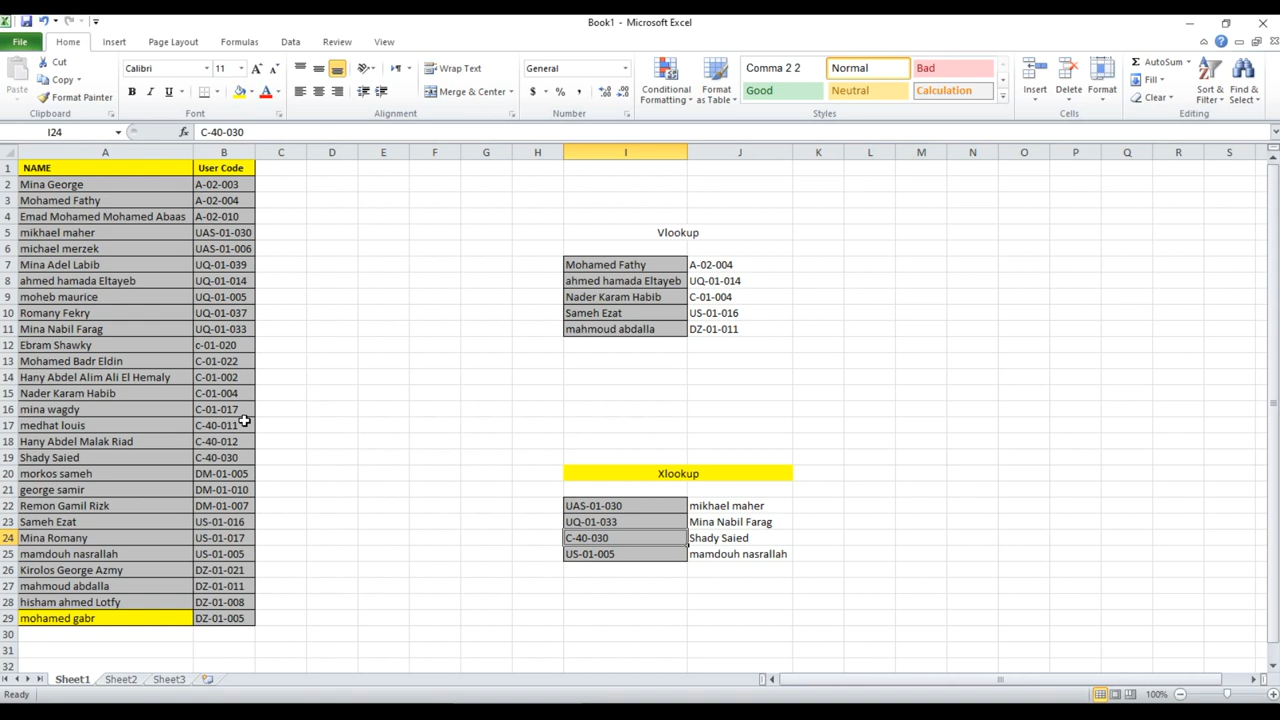 Book1 - Microsoft Excel
File Home Insert Page Layout Formulas Data Review View
Cut
Copy
Format Painter
Paste
Clipboard
Calibri 11
B I U
Font
Wrap Text
Merge & Center
Alignment
General
$ % ,
Number
Conditional Formatting
Format as Table
Comma 2 2 Normal Bad
Good Neutral Calculation
Styles
Insert Delete Format
Cells
AutoSum
Fill
Clear
Sort & Filter
Find & Select
Editing
I24 fx C-40-030
A B C D E F G H I J K L M N O P Q R S
1 NAME User Code
2 Mina George A-02-003
3 Mohamed Fathy A-02-004
4 Emad Mohamed Mohamed Abaas A-02-010
5 mikhael maher UAS-01-030 Vlookup
6 michael merzek UAS-01-006
7 Mina Adel Labib UQ-01-039 Mohamed Fathy A-02-004
8 ahmed hamada Eltayeb UQ-01-014 ahmed hamada Eltayeb UQ-01-014
9 moheb maurice UQ-01-005 Nader Karam Habib C-01-004
10 Romany Fekry UQ-01-037 Sameh Ezat US-01-016
11 Mina Nabil Farag UQ-01-033 mahmoud abdalla DZ-01-011
12 Ebram Shawky c-01-020
13 Mohamed Badr Eldin C-01-022
14 Hany Abdel Alim Ali El Hemaly C-01-002
15 Nader Karam Habib C-01-004
16 mina wagdy C-01-017
17 medhat louis C-40-011
18 Hany Abdel Malak Riad C-40-012
19 Shady Saied C-40-030
20 morkos sameh DM-01-005 Xlookup
21 george samir DM-01-010
22 Remon Gamil Rizk DM-01-007 UAS-01-030 mikhael maher
23 Sameh Ezat US-01-016 UQ-01-033 Mina Nabil Farag
24 Mina Romany US-01-017 C-40-030 Shady Saied
25 mamdouh nasrallah US-01-005 US-01-005 mamdouh nasrallah
26 Kirolos George Azmy DZ-01-021
27 mahmoud abdalla DZ-01-011
28 hisham ahmed Lotfy DZ-01-008
29 mohamed gabr DZ-01-005
30
31
32
Sheet1 Sheet2 Sheet3
Ready 100%